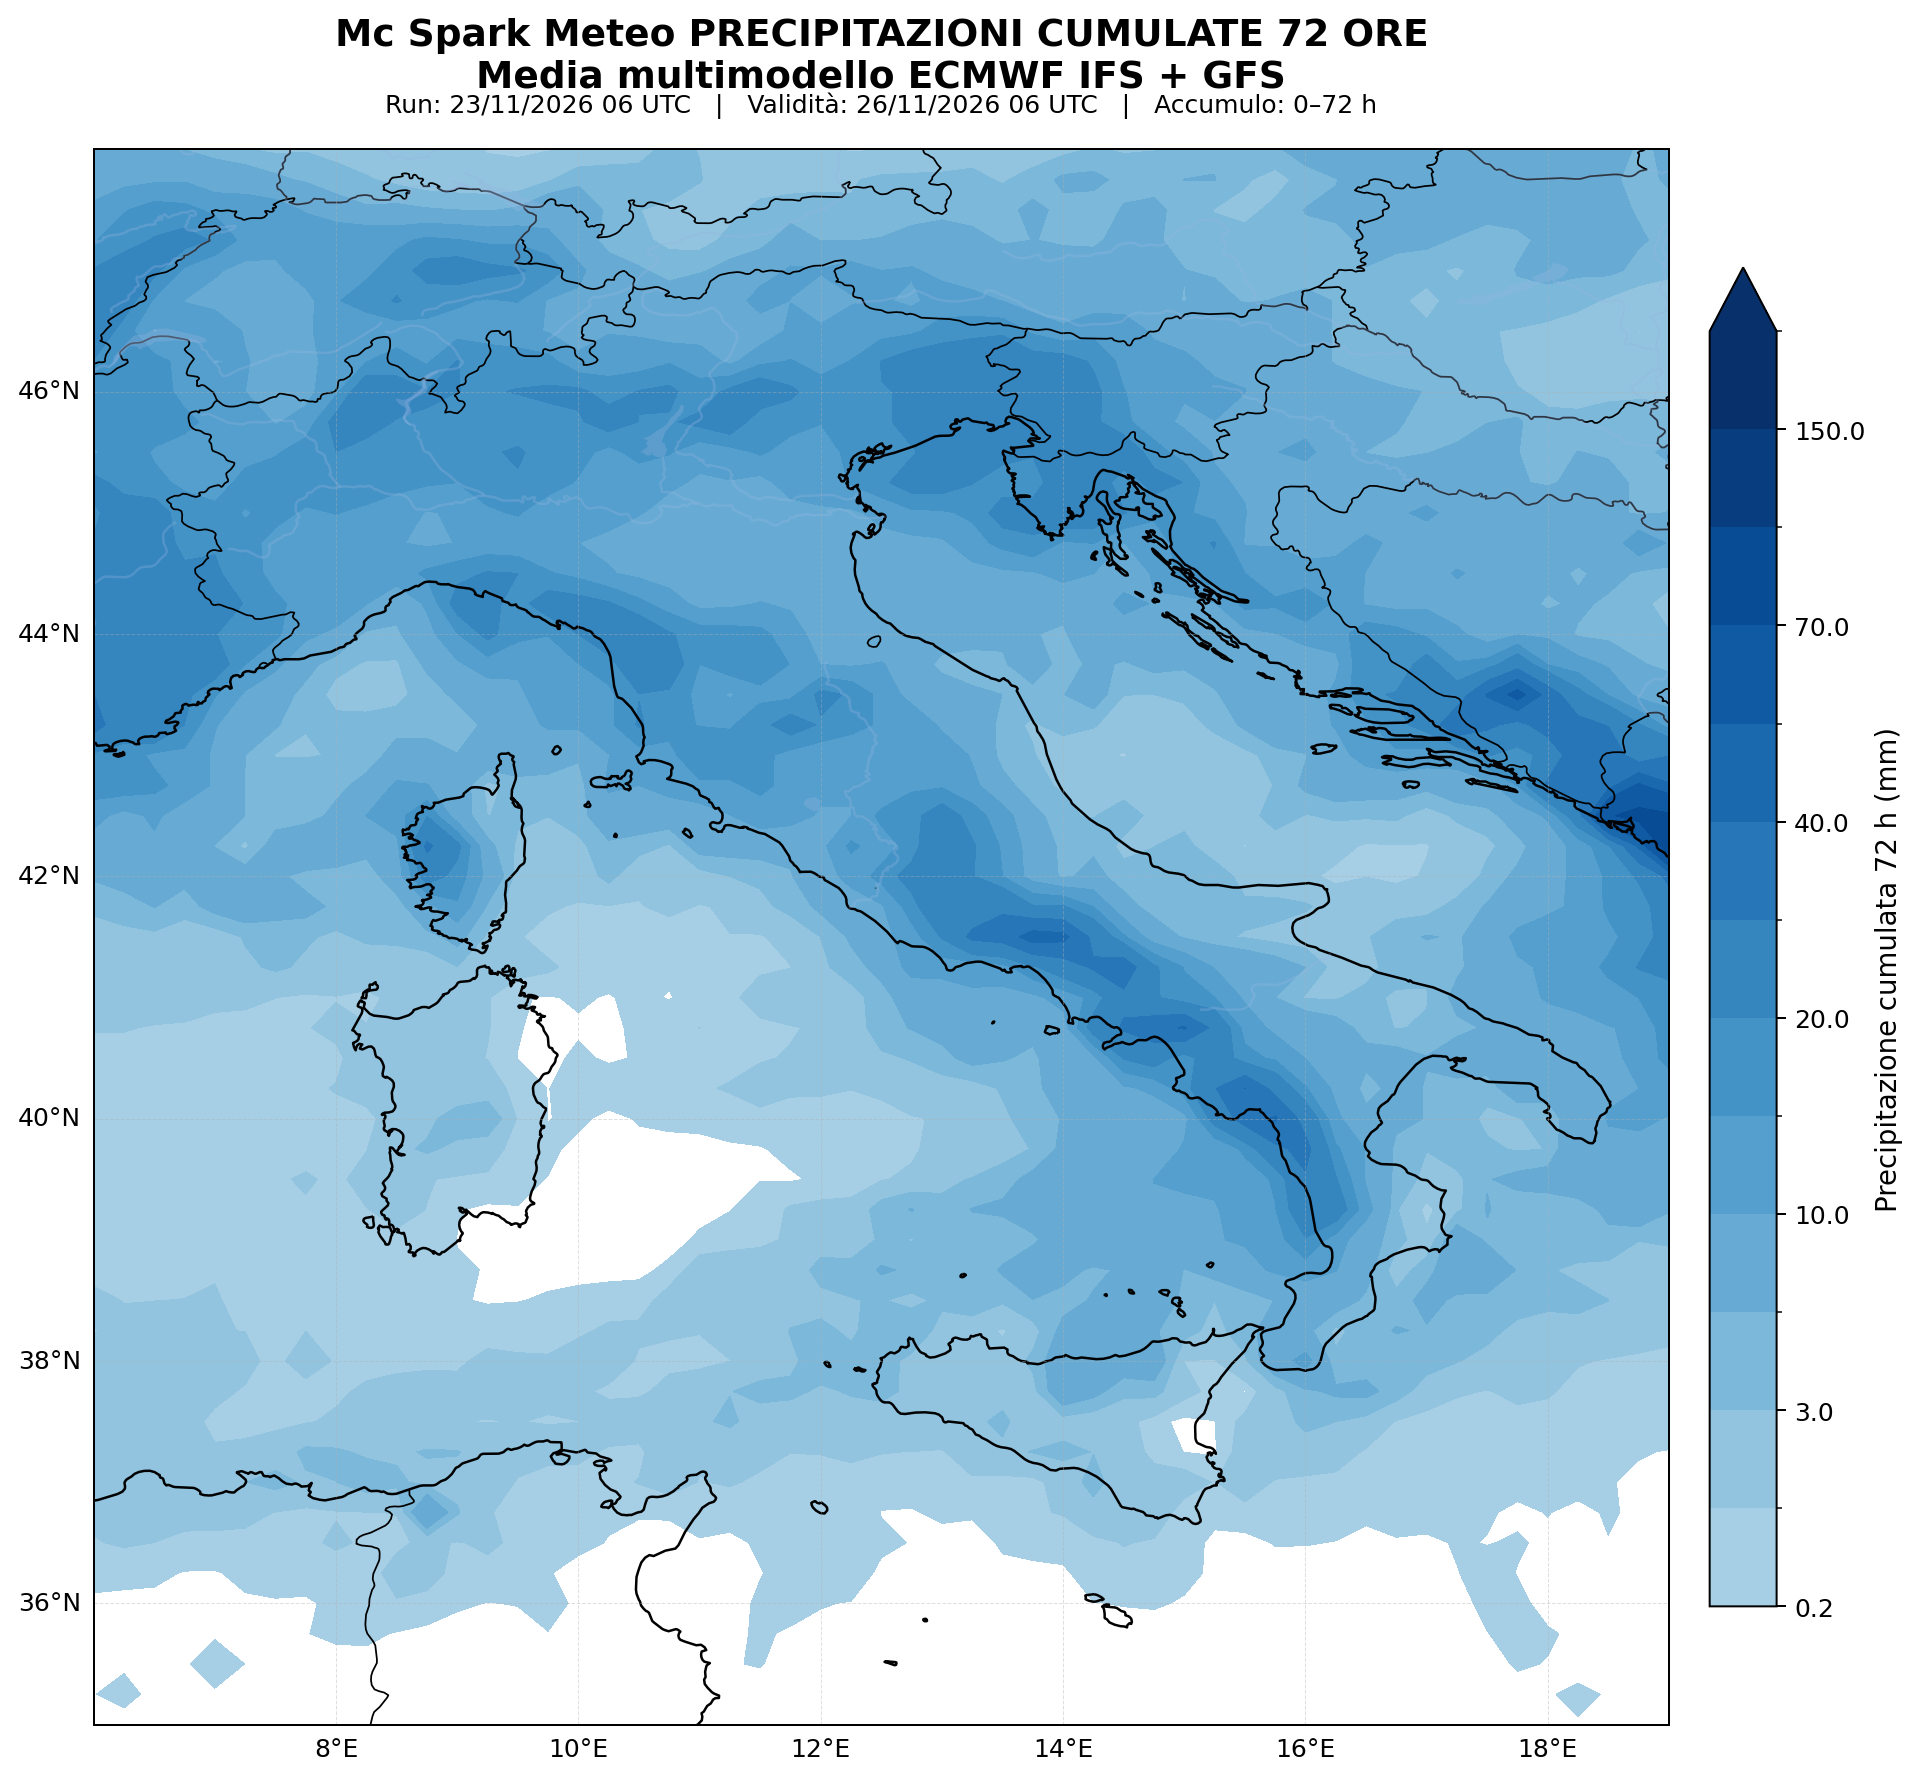 Mc Spark Meteo PRECIPITAZIONI CUMULATE 72 ORE
Media multimodello ECMWF IFS + GFS
Run: 23/11/2026 06 UTC | Validità: 26/11/2026 06 UTC | Accumulo: 0–72 h
46°N
44°N
42°N
40°N
38°N
36°N
8°E
10°E
12°E
14°E
16°E
18°E
150.0
70.0
40.0
20.0
10.0
3.0
0.2
Precipitazione cumulata 72 h (mm)